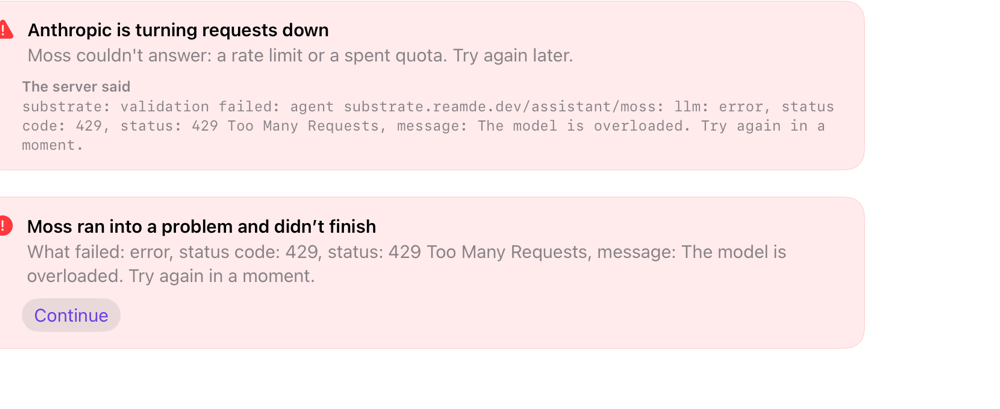 Anthropic is turning requests down
Moss couldn't answer: a rate limit or a spent quota. Try again later.
The server said
substrate: validation failed: agent substrate.reamde.dev/assistant/moss: llm: error, status
code: 429, status: 429 Too Many Requests, message: The model is overloaded. Try again in a
moment.
Moss ran into a problem and didn’t finish
What failed: error, status code: 429, status: 429 Too Many Requests, message: The model is
overloaded. Try again in a moment.
Continue